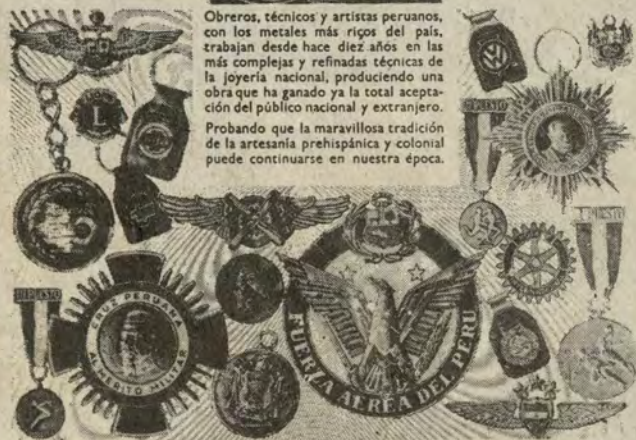 Obreros, técnicos y artistas peruanos,
con los metales más ricos del país,
trabajan desde hace diez años en las
más complejas y refinadas técnicas de
la joyería nacional, produciendo una
obra que ha ganado ya la total acepta-
ción del público nacional y extranjero.
Probando que la maravillosa tradición
de la artesanía prehispánica y colonial
puede continuarse en nuestra época.
L
VW
PUESTO
CRUZ PERUANA
AL MERITO MILITAR
FUERZA AEREA DEL PERU